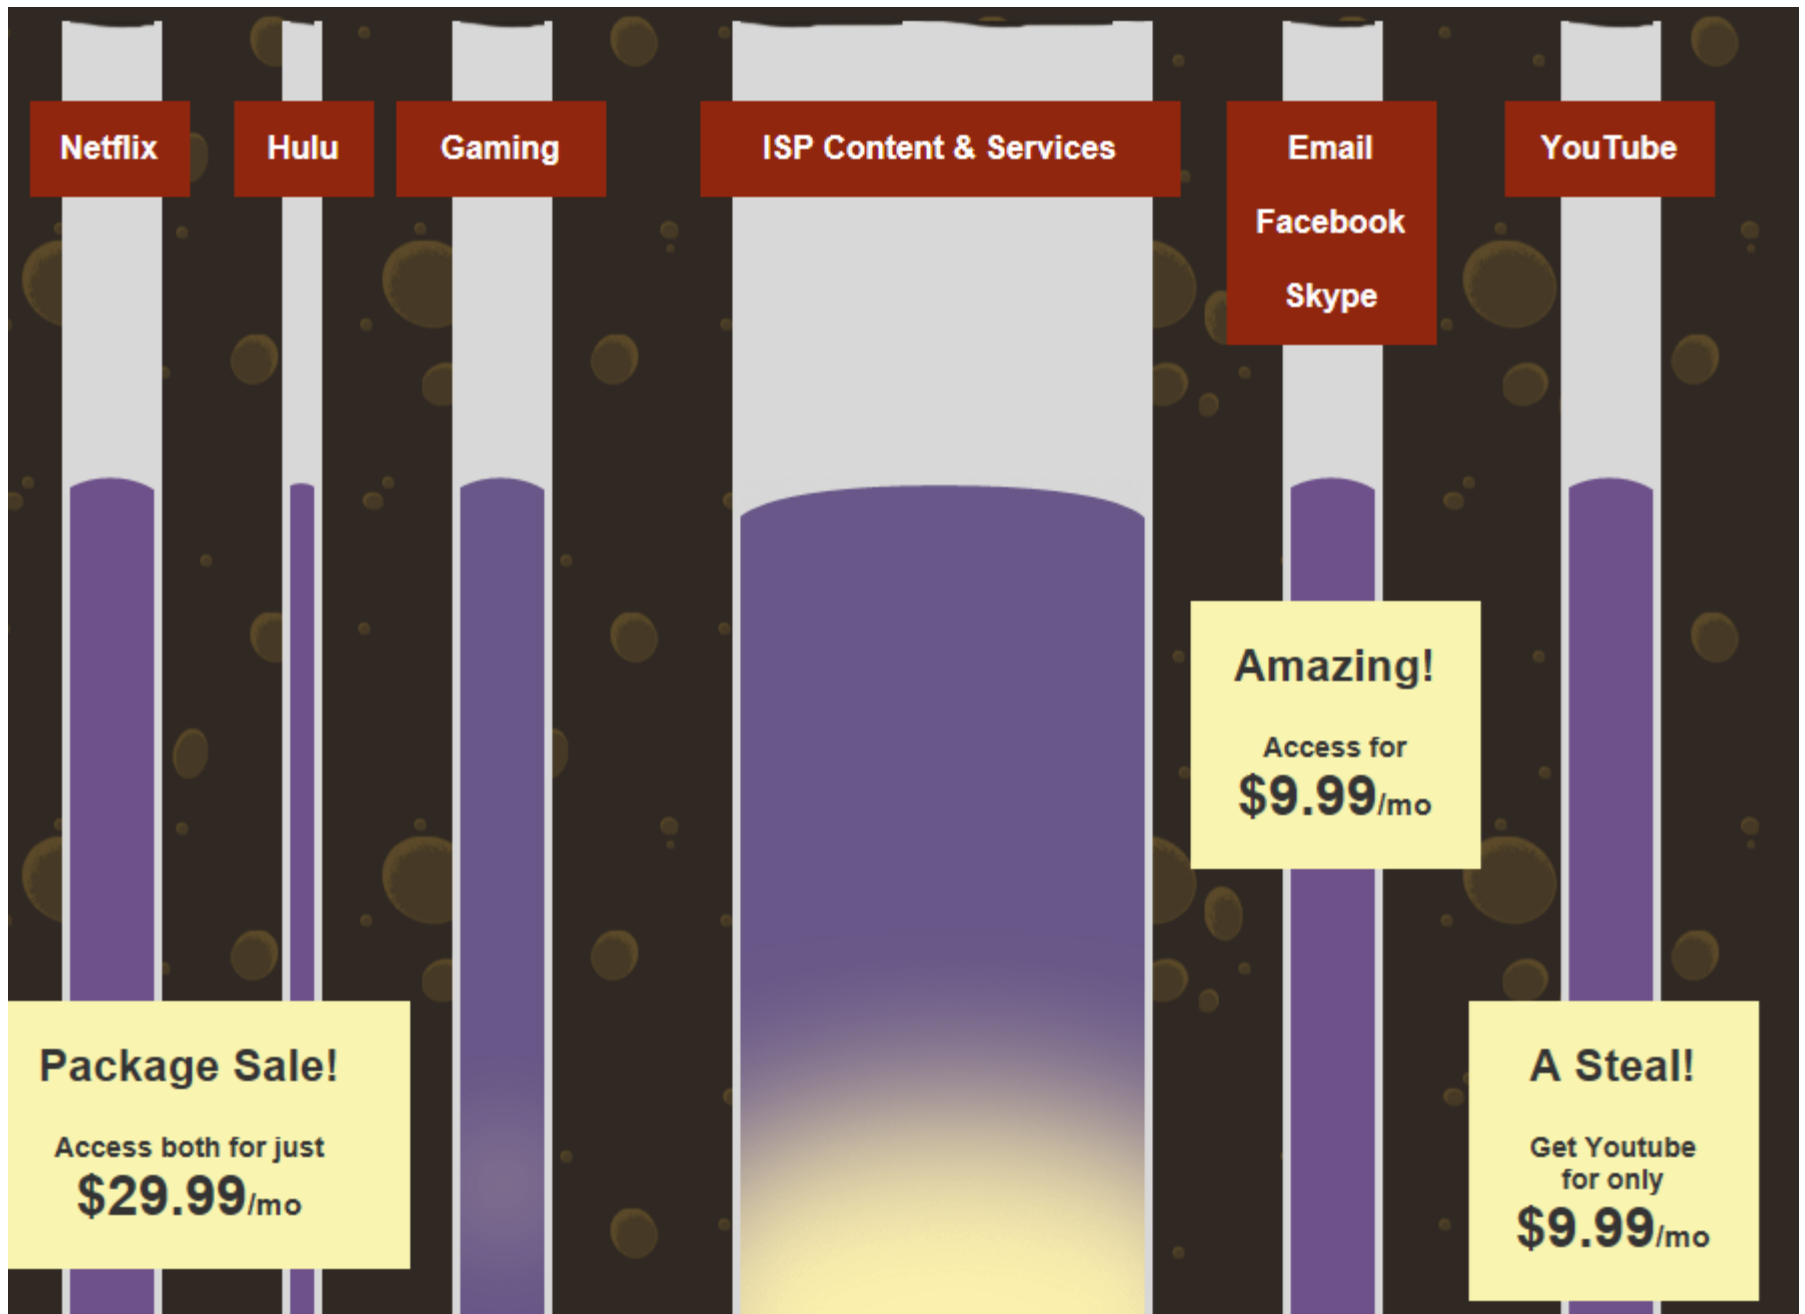 Netflix
Hulu
Gaming
ISP Content & Services
Email
Facebook
Skype
YouTube
Amazing!
Access for
$9.99/mo
Package Sale!
Access both for just
$29.99/mo
A Steal!
Get Youtube
for only
$9.99/mo